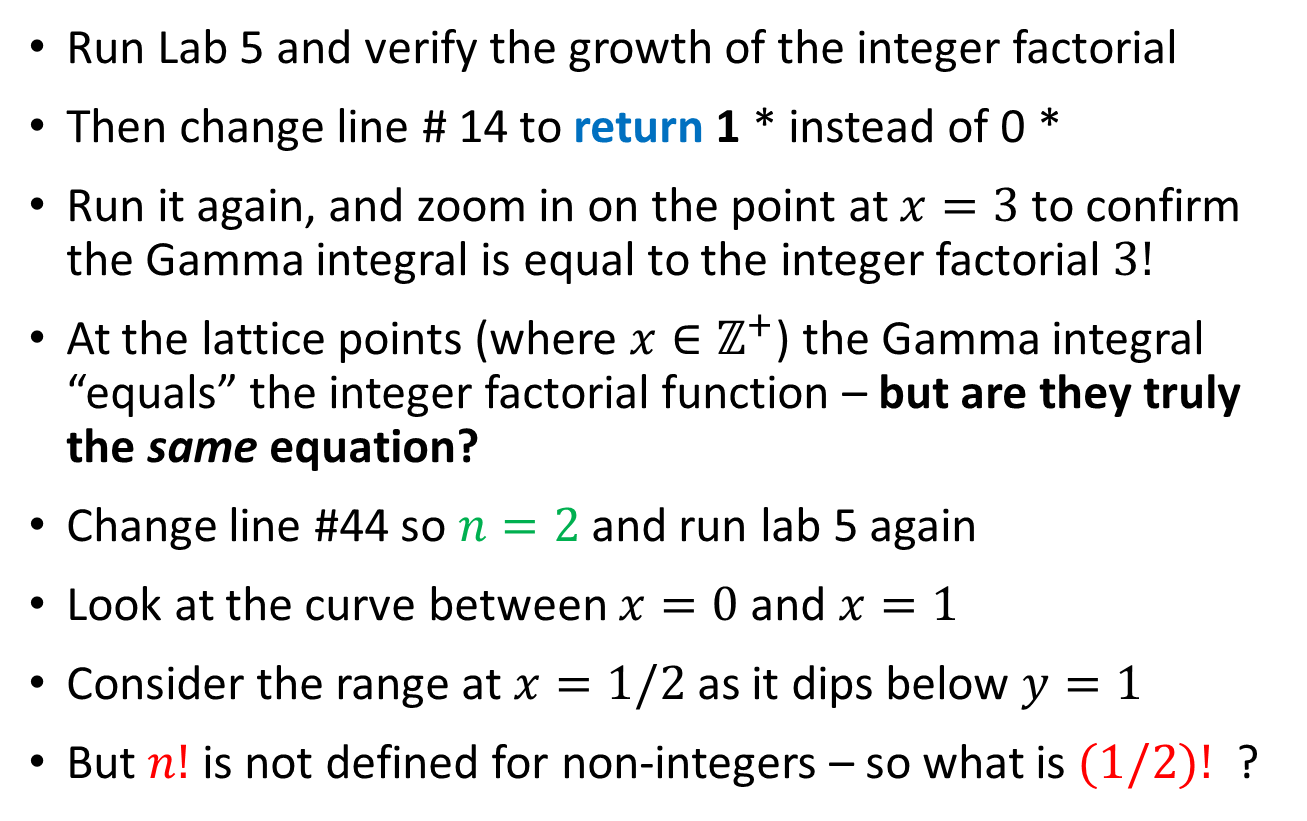 • Run Lab 5 and verify the growth of the integer factorial
• Then change line # 14 to return 1 * instead of 0 *
• Run it again, and zoom in on the point at x = 3 to confirm
the Gamma integral is equal to the integer factorial 3!
• At the lattice points (where x ∈ ℤ⁺) the Gamma integral
“equals” the integer factorial function – but are they truly
the same equation?
• Change line #44 so n = 2 and run lab 5 again
• Look at the curve between x = 0 and x = 1
• Consider the range at x = 1/2 as it dips below y = 1
• But n! is not defined for non-integers – so what is (1/2)! ?